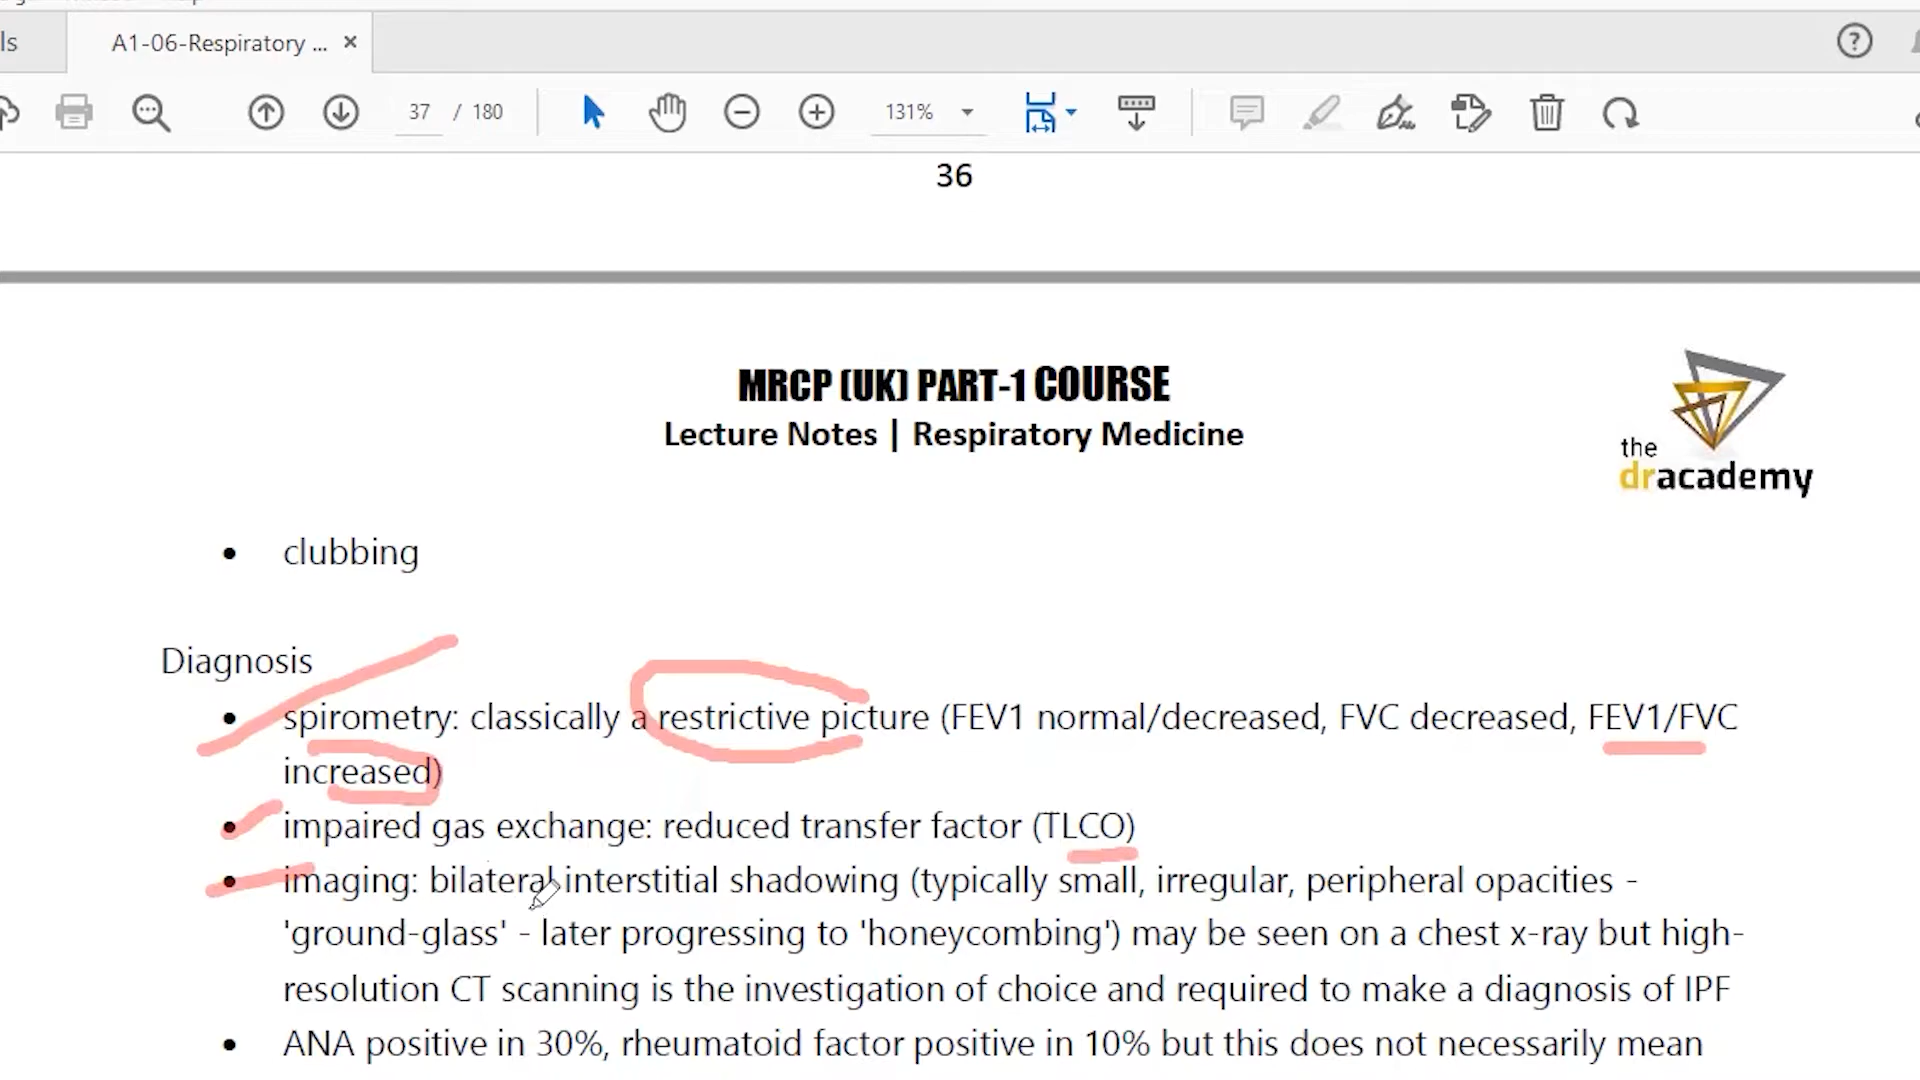 ls
A1-06-Respiratory ...
37 / 180
131%
36
MRCP (UK) PART-1 COURSE
Lecture Notes | Respiratory Medicine
the
dracademy
• clubbing
Diagnosis
• spirometry: classically a restrictive picture (FEV1 normal/decreased, FVC decreased, FEV1/FVC
increased)
• impaired gas exchange: reduced transfer factor (TLCO)
• imaging: bilateral interstitial shadowing (typically small, irregular, peripheral opacities -
'ground-glass' - later progressing to 'honeycombing') may be seen on a chest x-ray but high-
resolution CT scanning is the investigation of choice and required to make a diagnosis of IPF
• ANA positive in 30%, rheumatoid factor positive in 10% but this does not necessarily mean